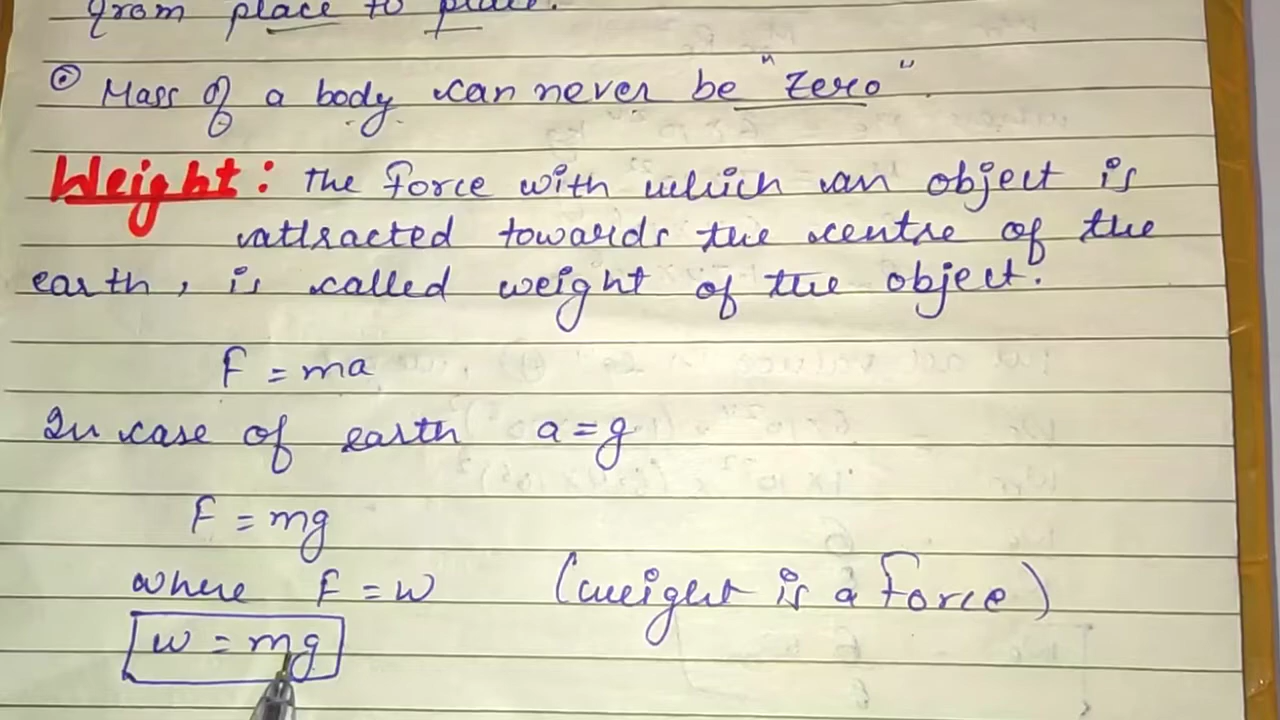 from place to place.
Mass of a body can never be "Zero".
Weight: The force with which an object is
attracted towards the centre of the
earth, is called weight of the object.
F = ma
In case of earth a = g
F = mg
where F = W (weight is a force)
W = mg